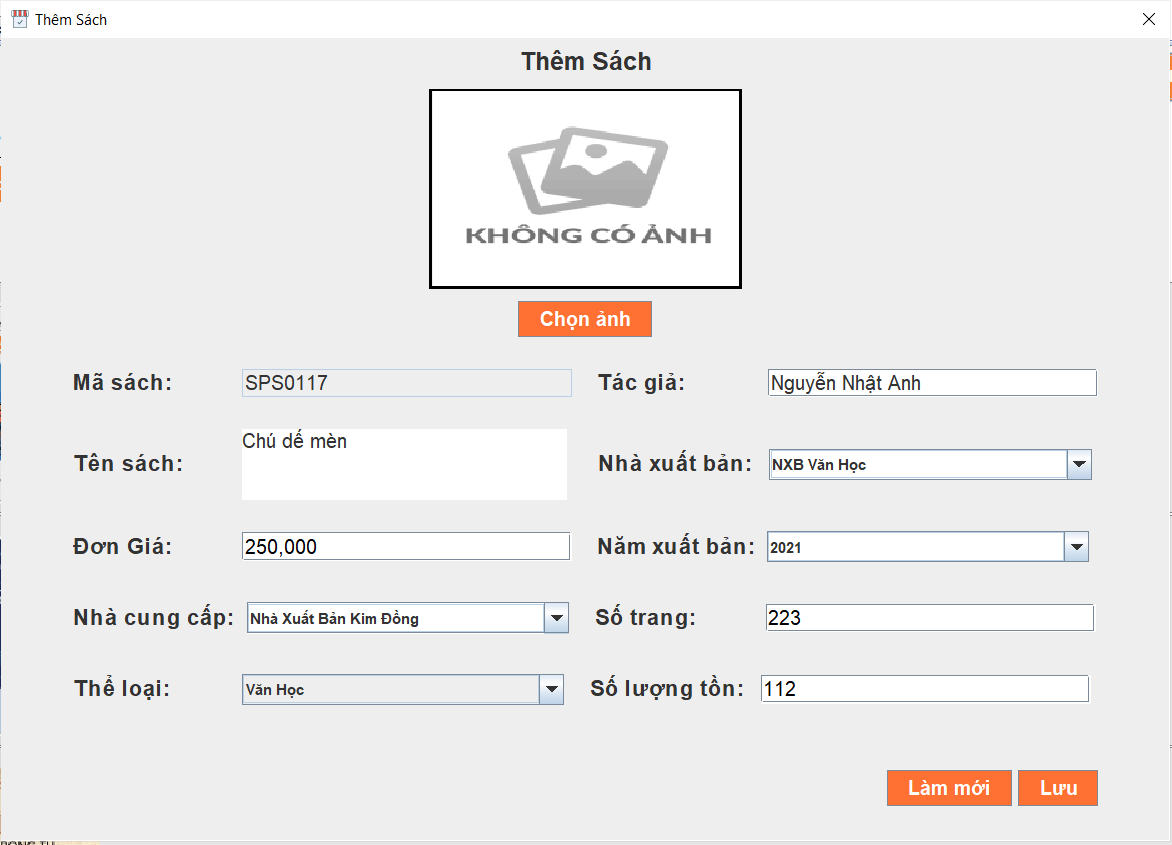 Thêm Sách
Thêm Sách
KHÔNG CÓ ẢNH
Chọn ảnh
Mã sách: SPS0117 Tác giả: Nguyễn Nhật Anh
Tên sách: Chú dế mèn Nhà xuất bản: NXB Văn Học
Đơn Giá: 250,000 Năm xuất bản: 2021
Nhà cung cấp: Nhà Xuất Bản Kim Đồng Số trang: 223
Thể loại: Văn Học Số lượng tồn: 112
Làm mới Lưu